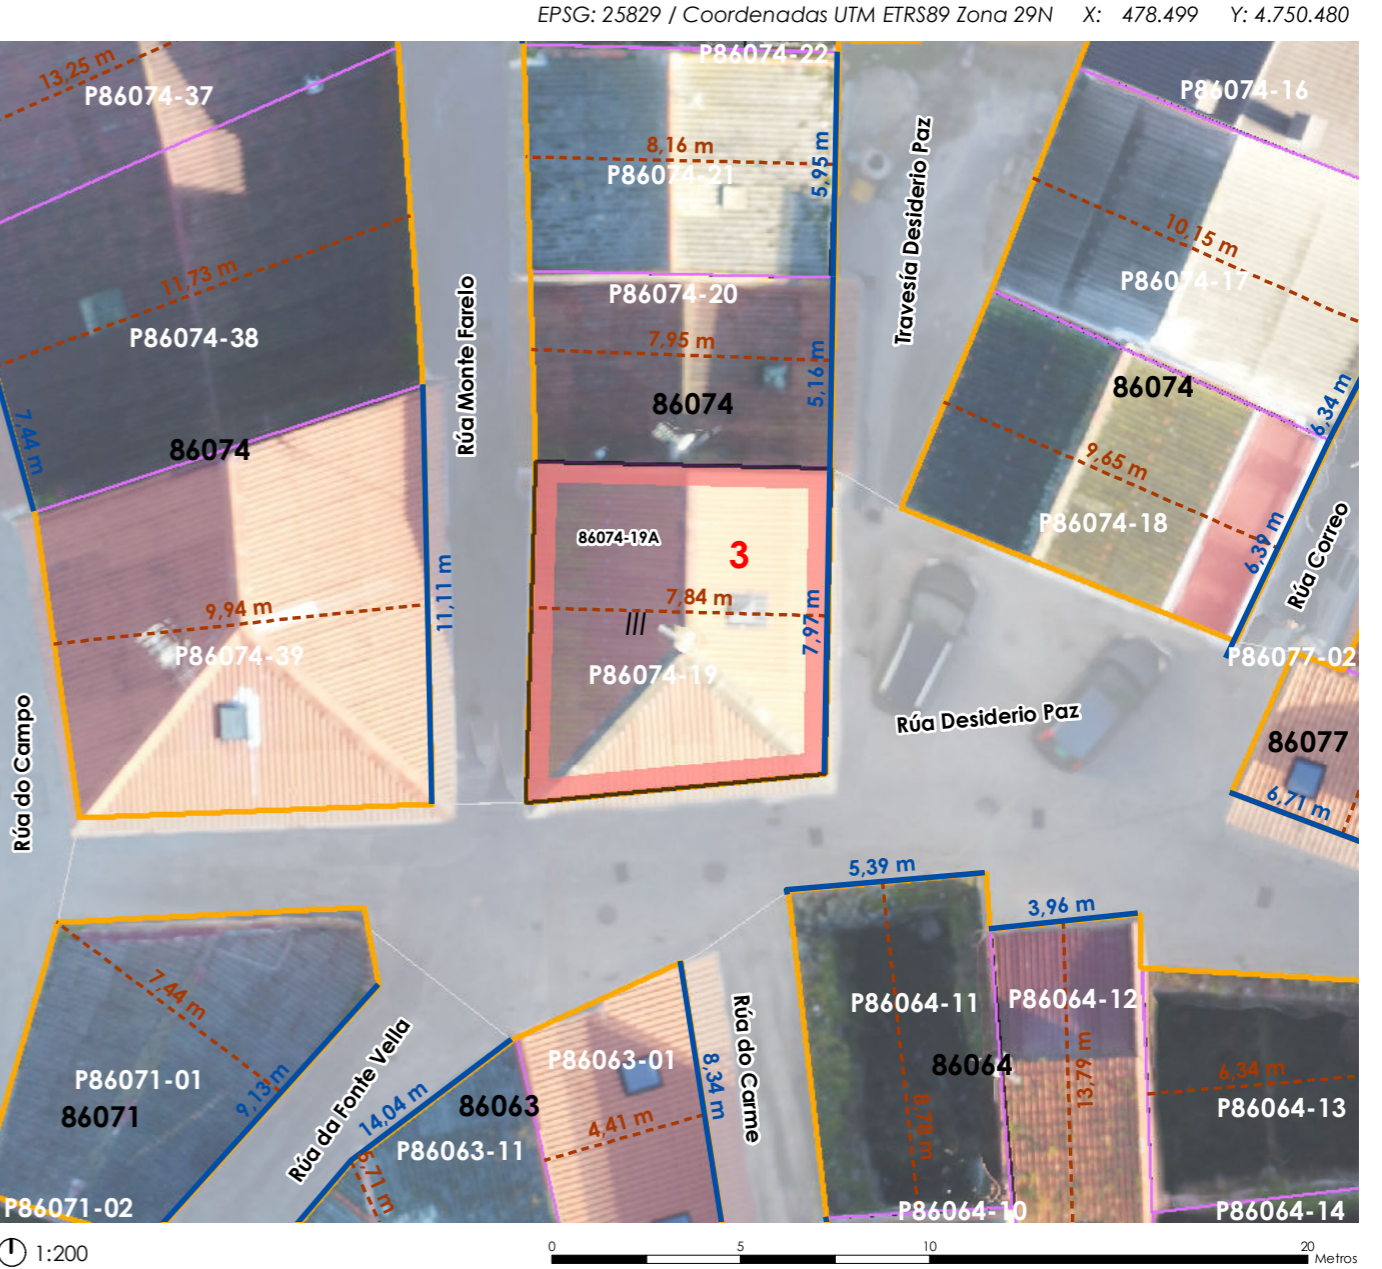 EPSG: 25829 / Coordenadas UTM ETRS89 Zona 29N X: 478.499 Y: 4.750.480
13,25 m
P86074-37
P86074-22
P86074-16
8,16 m
P86074-21
5,95 m
Travesía Desiderio Paz
10,15 m
P86074-17
11,73 m
P86074-38
Rúa Monte Farelo
P86074-20
7,95 m
5,16 m
86074
86074
6,34 m
7,44 m
86074
9,65 m
P86074-18
6,39 m
Rúa Correo
86074-19A
3
7,84 m
III
7,97 m
P86074-19
9,94 m
P86074-39
11,11 m
P86077-02
Rúa do Campo
Rúa Desiderio Paz
86077
6,71 m
5,39 m
3,96 m
7,44 m
P86071-01
86071
9,13 m
Rúa da Fonte Vella
14,04 m
86063
P86063-01
8,34 m
Rúa do Carme
P86064-11
P86064-12
86064
13,79 m
6,34 m
P86064-13
4,41 m
P86063-11
5,71 m
8,78 m
P86071-02
P86064-10
P86064-14
1:200
0 5 10 20 Metros